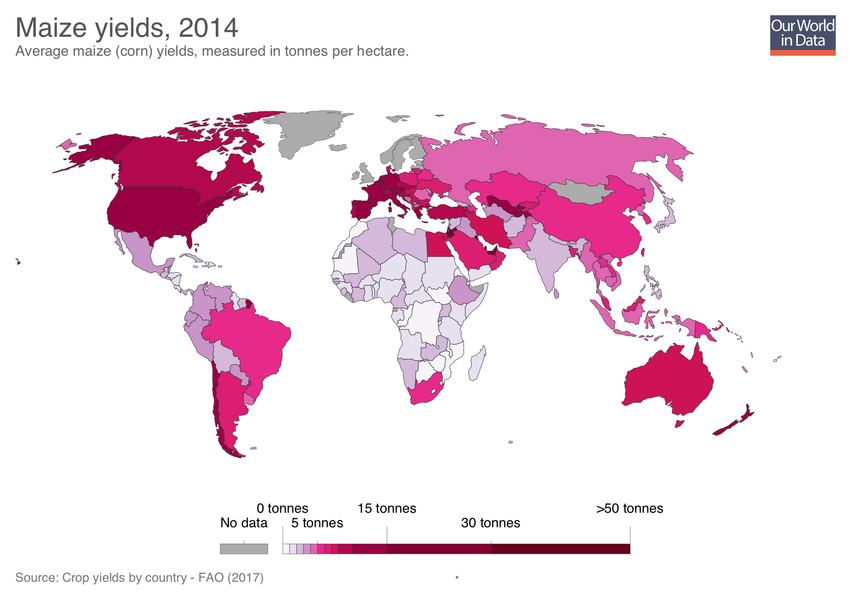 Maize yields, 2014
Average maize (corn) yields, measured in tonnes per hectare.
Our World
in Data
0 tonnes 15 tonnes >50 tonnes
No data 5 tonnes 30 tonnes
Source: Crop yields by country - FAO (2017)